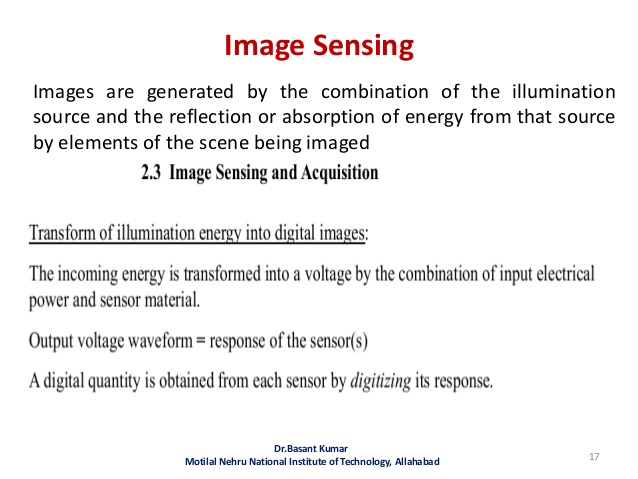 Image Sensing
Images are generated by the combination of the illumination
source and the reflection or absorption of energy from that source
by elements of the scene being imaged
2.3 Image Sensing and Acquisition
Transform of illumination energy into digital images:
The incoming energy is transformed into a voltage by the combination of input electrical
power and sensor material.
Output voltage waveform = response of the sensor(s)
A digital quantity is obtained from each sensor by digitizing its response.
Dr.Basant Kumar
Motilal Nehru National Institute of Technology, Allahabad
17